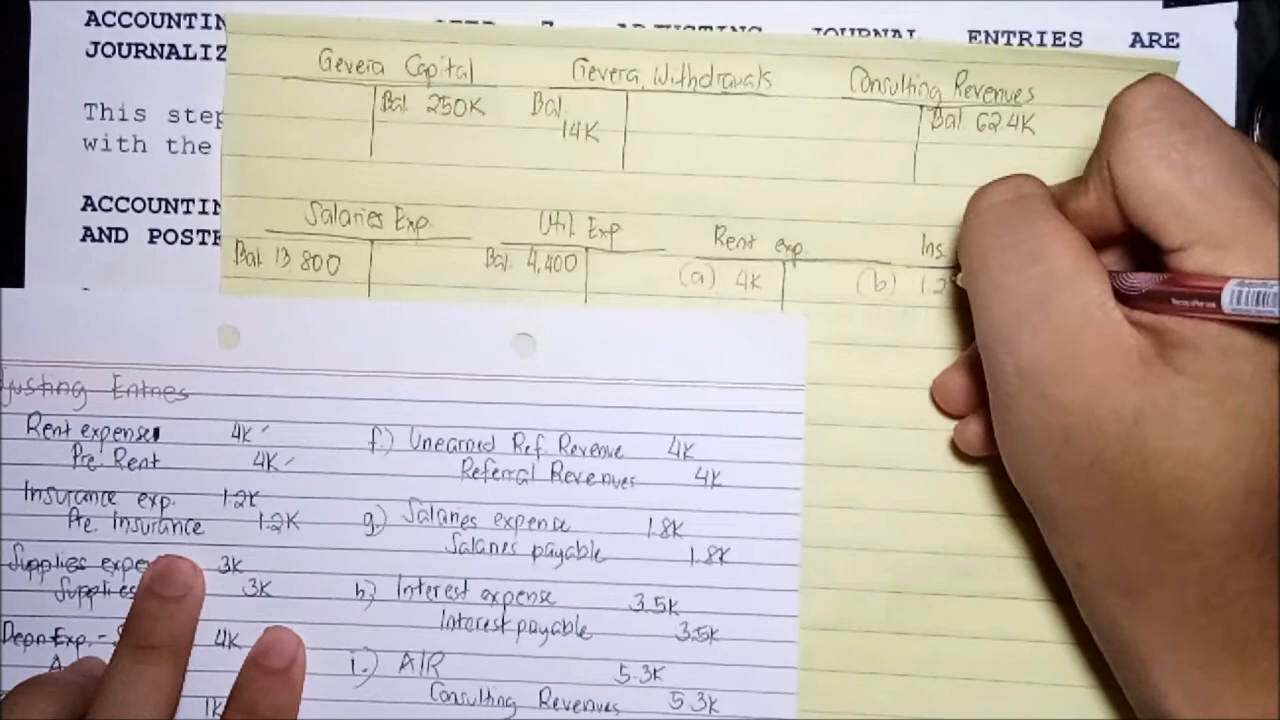 ACCOUNTIN JOURNAL ENTRIES ARE
JOURNALIZ
This step
with the
ACCOUNTIN
AND POSTE
Gevera Capital Gevera, Withdrawals Consulting Revenues
Bal. 250K Bal. 14K Bal. 62.4K
Salaries Exp. Util. Exp Rent exp. Ins.
Bal. 13 800 Bal. 4,400 (a) 4K (b) 1.2
justing Entries
Rent expense 4K
Pre. Rent 4K
Insurance exp. 1.2K
Pre. Insurance 1.2K
Supplies expe 3K
Supplies 3K
Depn Exp. - 4K
A
1K
f.) Unearned Ref. Revenue 4K
Referral Revenues 4K
g.) Salaries expense 1.8K
Salaries payable 1.8K
h.) Interest expense 3.5K
Interest payable 3.5K
i.) A/R 5.3K
Consulting Revenues 5.3K